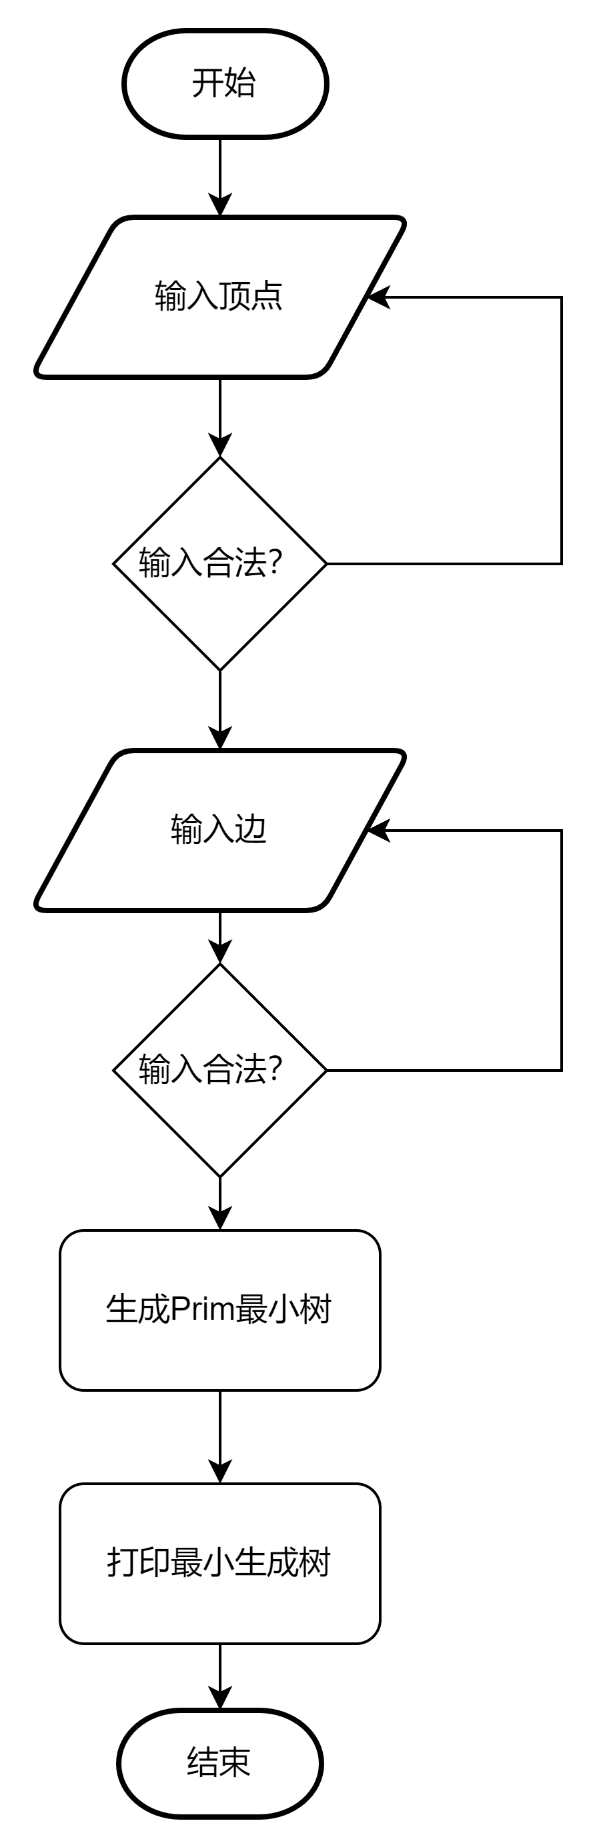 开始
输入顶点
输入合法?
输入边
输入合法?
生成Prim最小树
打印最小生成树
结束